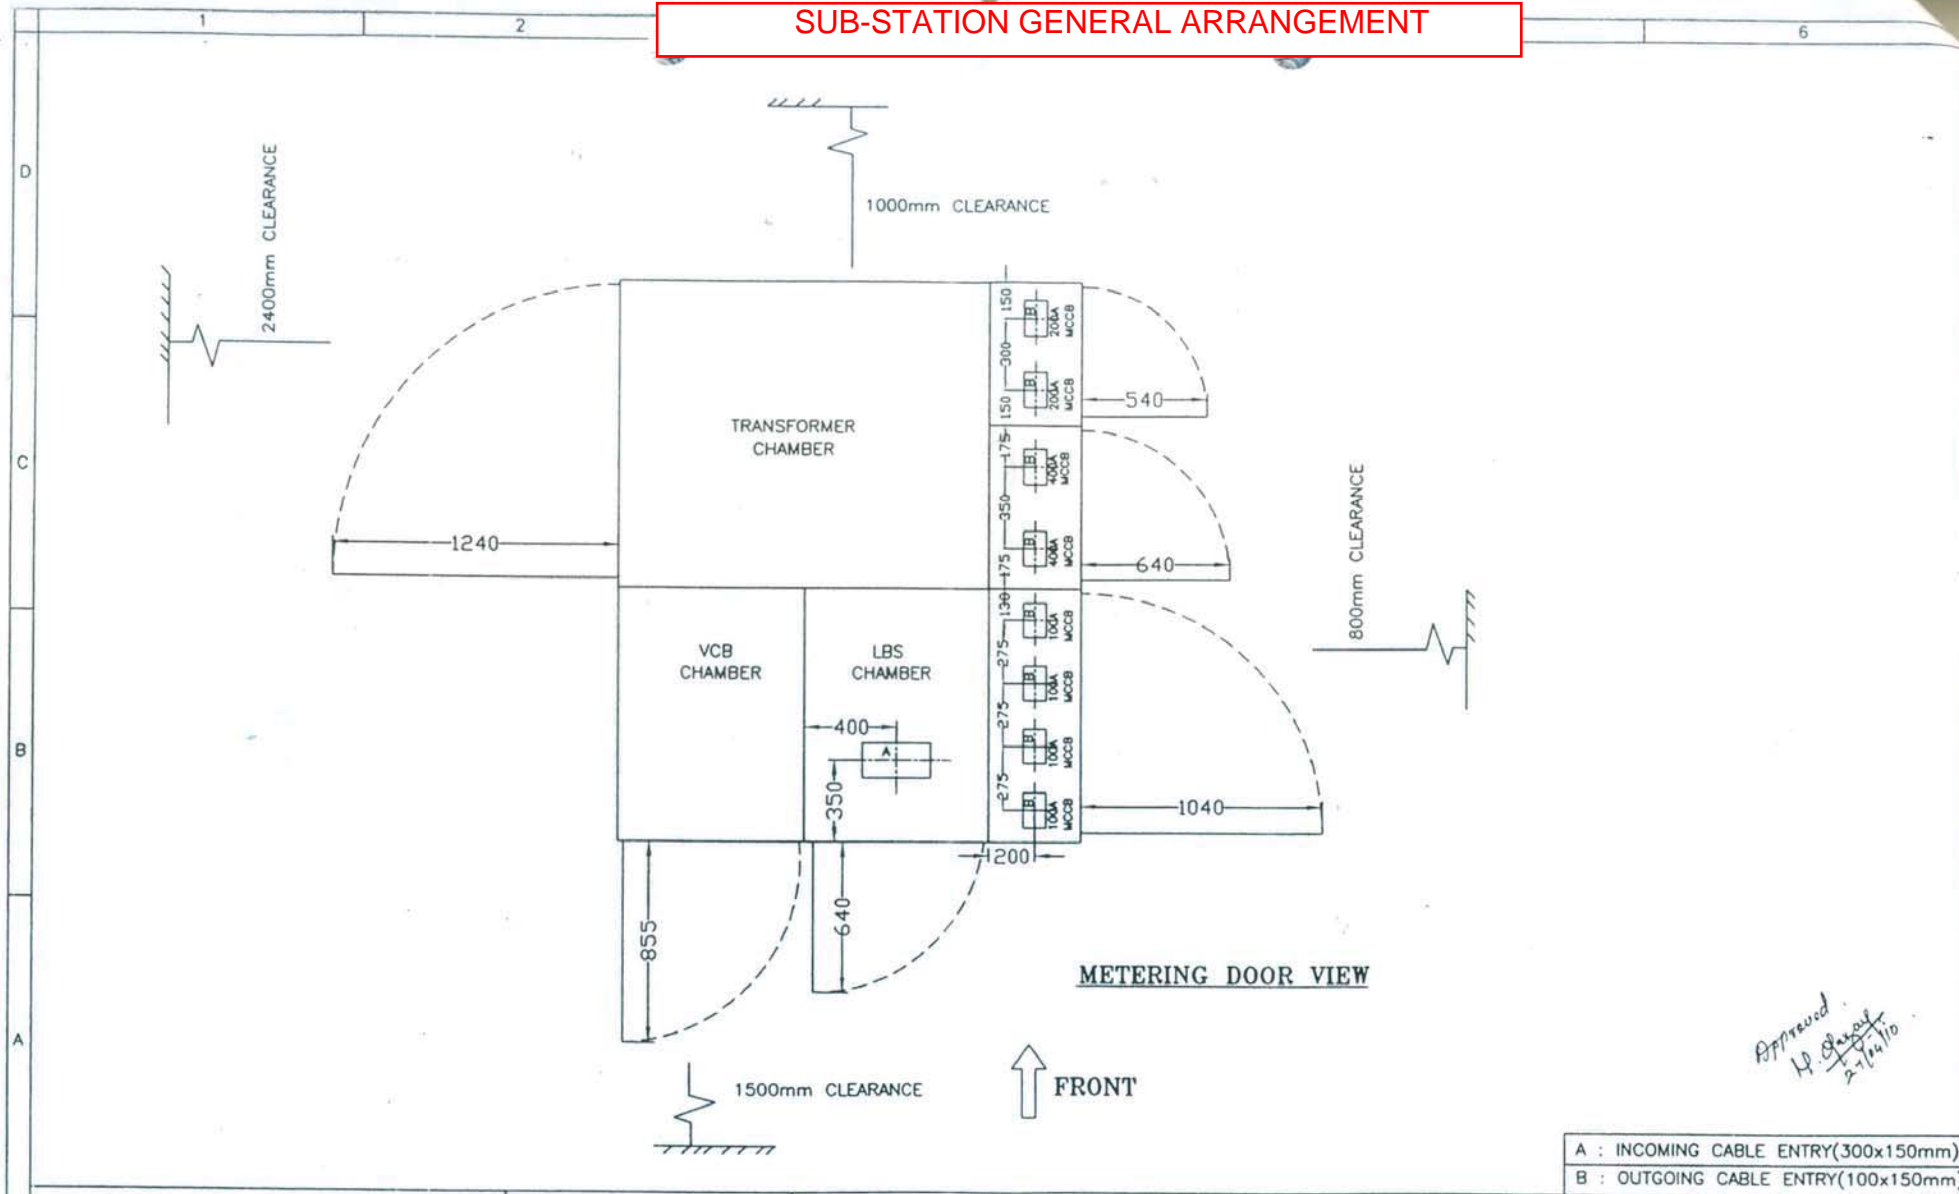 SUB-STATION GENERAL ARRANGEMENT
1
2
6
D
C
B
A
2400mm CLEARANCE
1000mm CLEARANCE
150
300
150
B
200A
MCCB
B
200A
MCCB
540
TRANSFORMER
CHAMBER
175
350
175
B
400A
MCCB
B
400A
MCCB
1240
640
800mm CLEARANCE
VCB
CHAMBER
LBS
CHAMBER
130
275
275
275
B
100A
MCCB
B
100A
MCCB
B
100A
MCCB
B
100A
MCCB
400
A
350
1040
200
855
640
METERING DOOR VIEW
1500mm CLEARANCE
FRONT
Approved
27/04/10
A : INCOMING CABLE ENTRY(300x150mm)
B : OUTGOING CABLE ENTRY(100x150mm